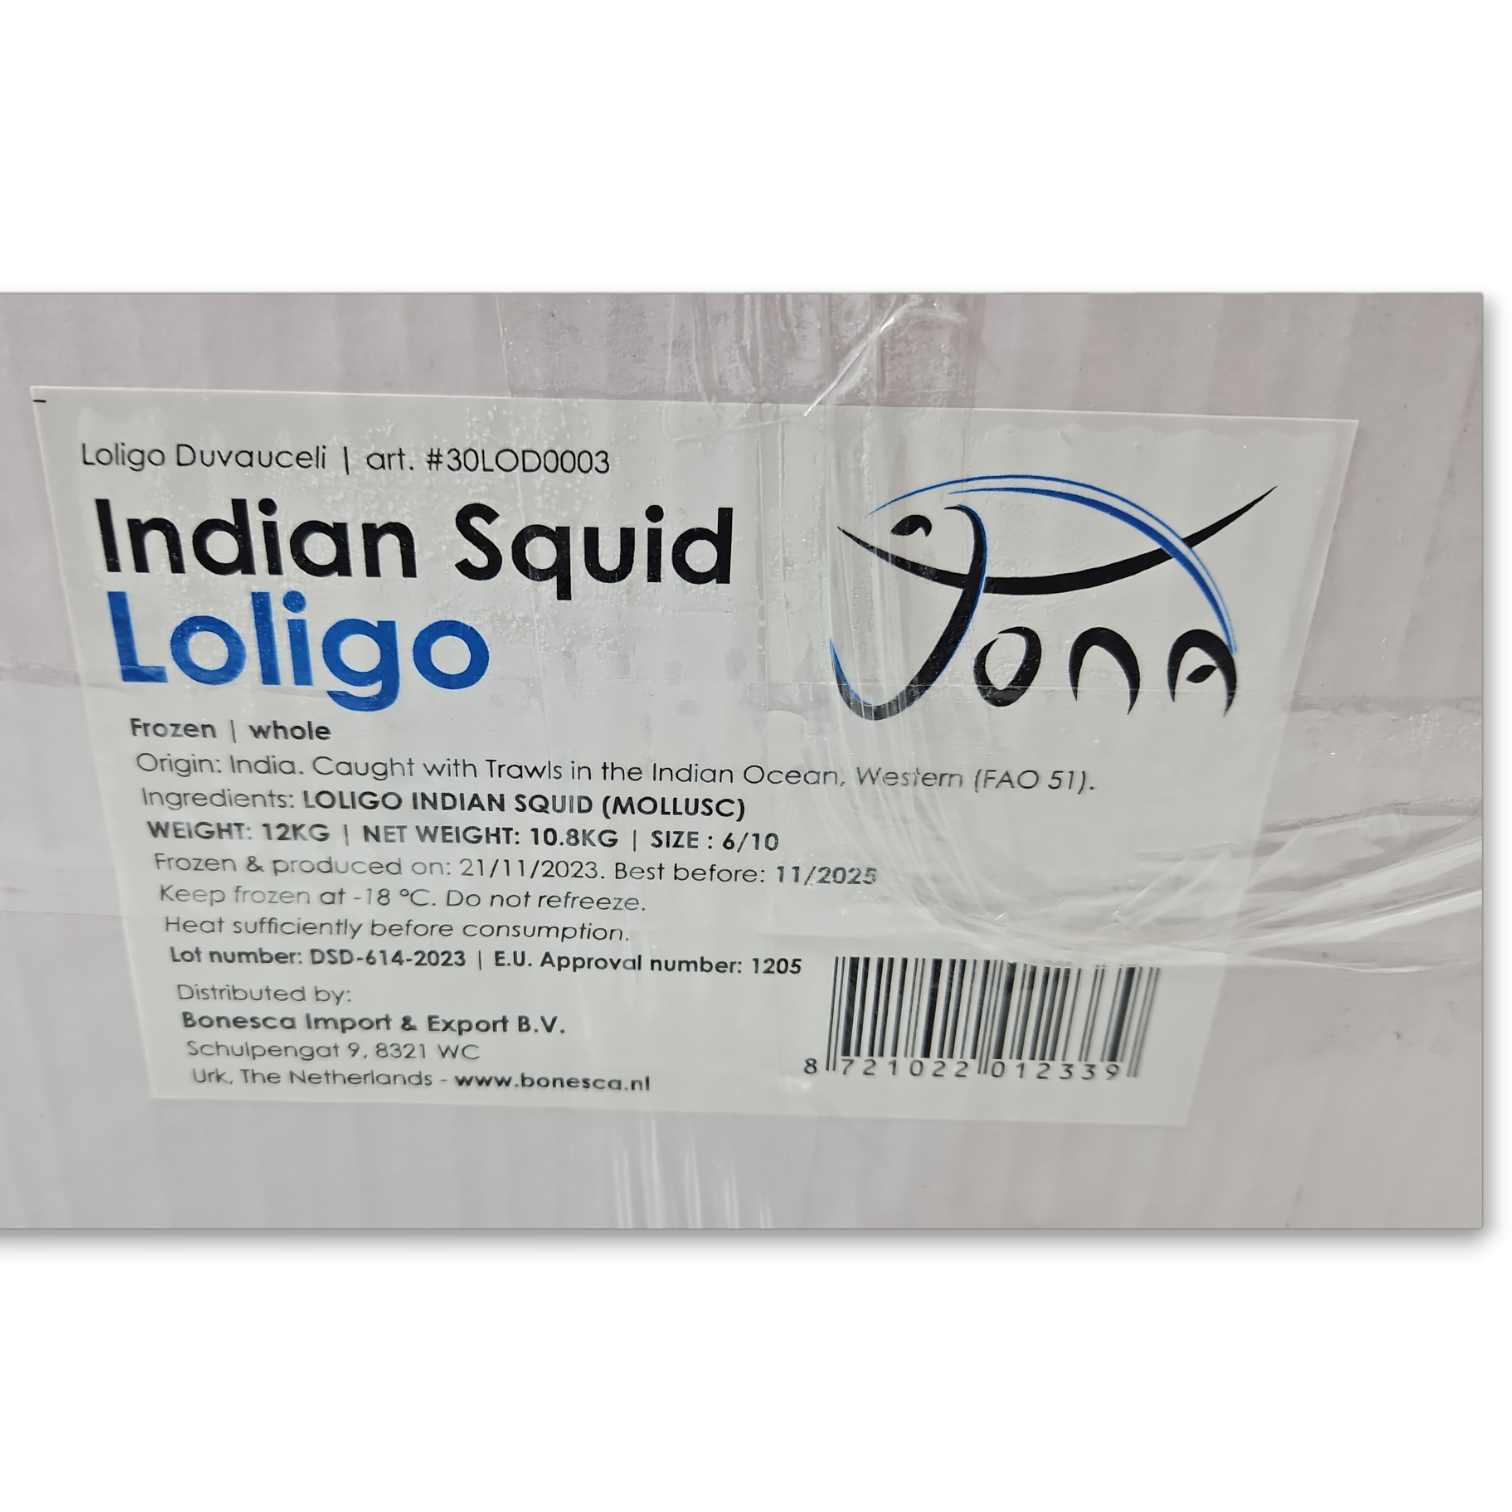 Loligo Duvauceli | art. #30LOD0003
Indian Squid
Loligo
Jona
Frozen | whole
Origin: India. Caught with Trawls in the Indian Ocean, Western (FAO 51).
Ingredients: LOLIGO INDIAN SQUID (MOLLUSC)
WEIGHT: 12KG | NET WEIGHT: 10.8KG | SIZE : 6/10
Frozen & produced on: 21/11/2023. Best before: 11/2025
Keep frozen at -18 °C. Do not refreeze.
Heat sufficiently before consumption.
Lot number: DSD-614-2023 | E.U. Approval number: 1205
Distributed by:
Bonesca Import & Export B.V.
Schulpengat 9, 8321 WC
Urk, The Netherlands - www.bonesca.nl
8 721022 012339